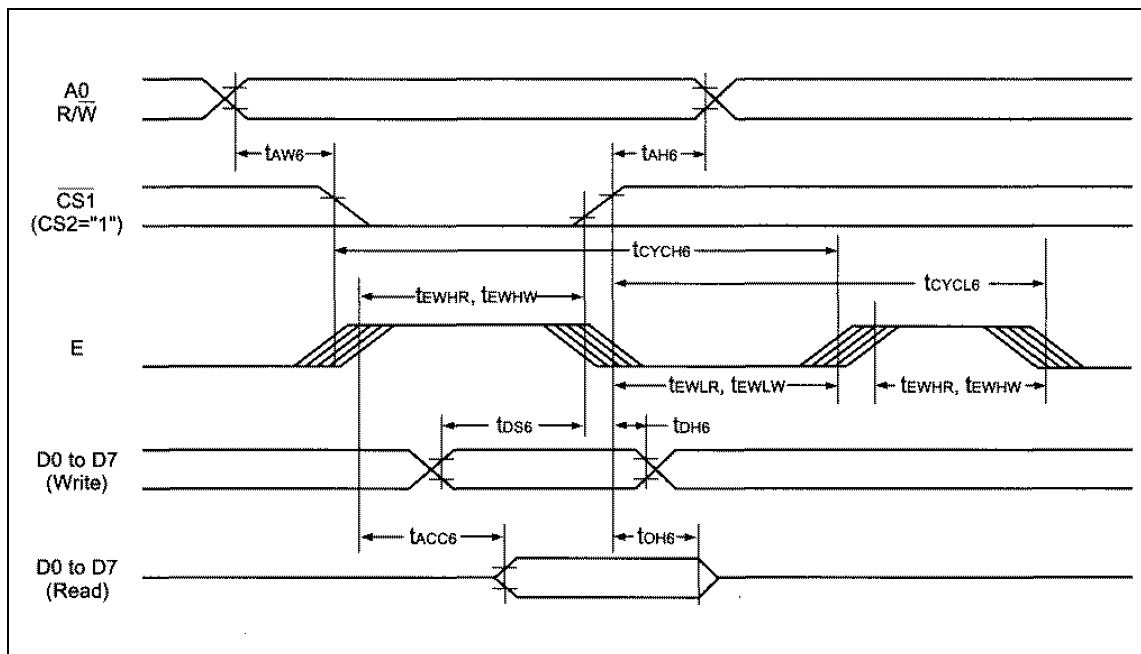 A0
R/W̅
tAW6
tAH6
C̅S̅1̅
(CS2="1")
tCYCH6
tEWHR, tEWHW
tCYCL6
E
tEWLR, tEWLW
tEWHR, tEWHW
tDS6
tDH6
D0 to D7
(Write)
tACC6
tOH6
D0 to D7
(Read)